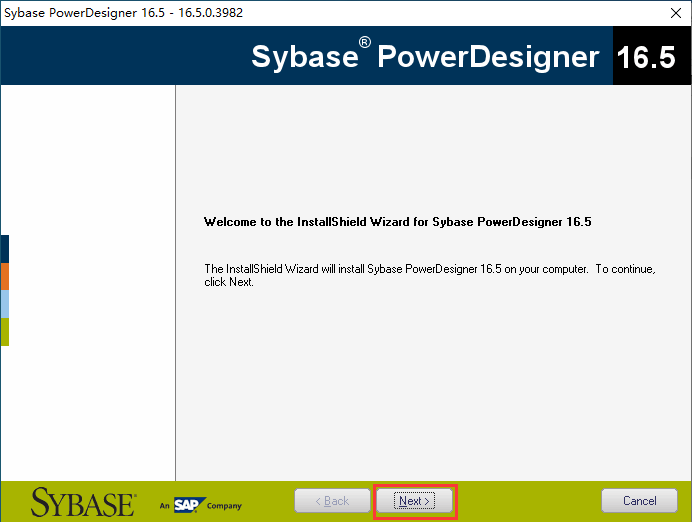 Sybase PowerDesigner 16.5 - 16.5.0.3982
Sybase® PowerDesigner 16.5
Welcome to the InstallShield Wizard for Sybase PowerDesigner 16.5
The InstallShield Wizard will install Sybase PowerDesigner 16.5 on your computer. To continue,
click Next.
SYBASE® An SAP Company < Back Next > Cancel